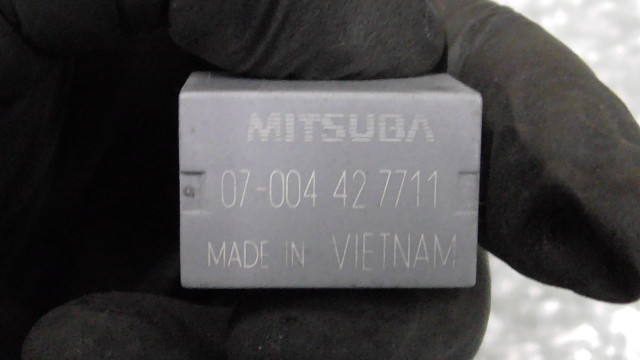 MITSUBA
07-004 42 7711
MADE IN VIETNAM